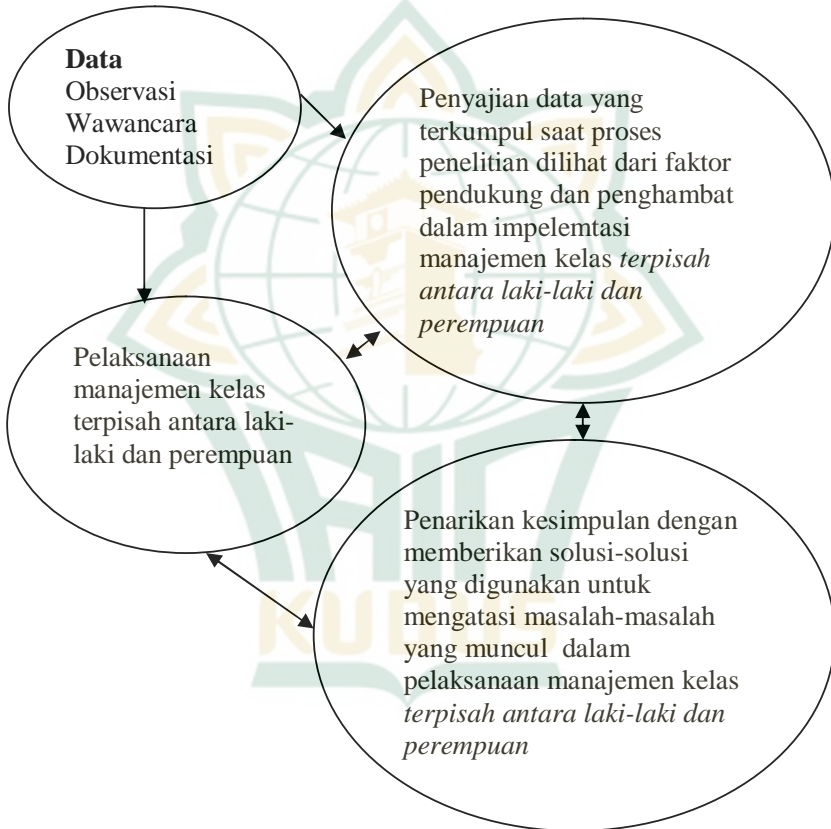 Data
Observasi
Wawancara
Dokumentasi
Penyajian data yang
terkumpul saat proses
penelitian dilihat dari faktor
pendukung dan penghambat
dalam impelemtasi
manajemen kelas terpisah
antara laki-laki dan
perempuan
Pelaksanaan
manajemen kelas
terpisah antara laki-
laki dan perempuan
Penarikan kesimpulan dengan
memberikan solusi-solusi
yang digunakan untuk
mengatasi masalah-masalah
yang muncul dalam
pelaksanaan manajemen kelas
terpisah antara laki-laki dan
perempuan
KUDUS